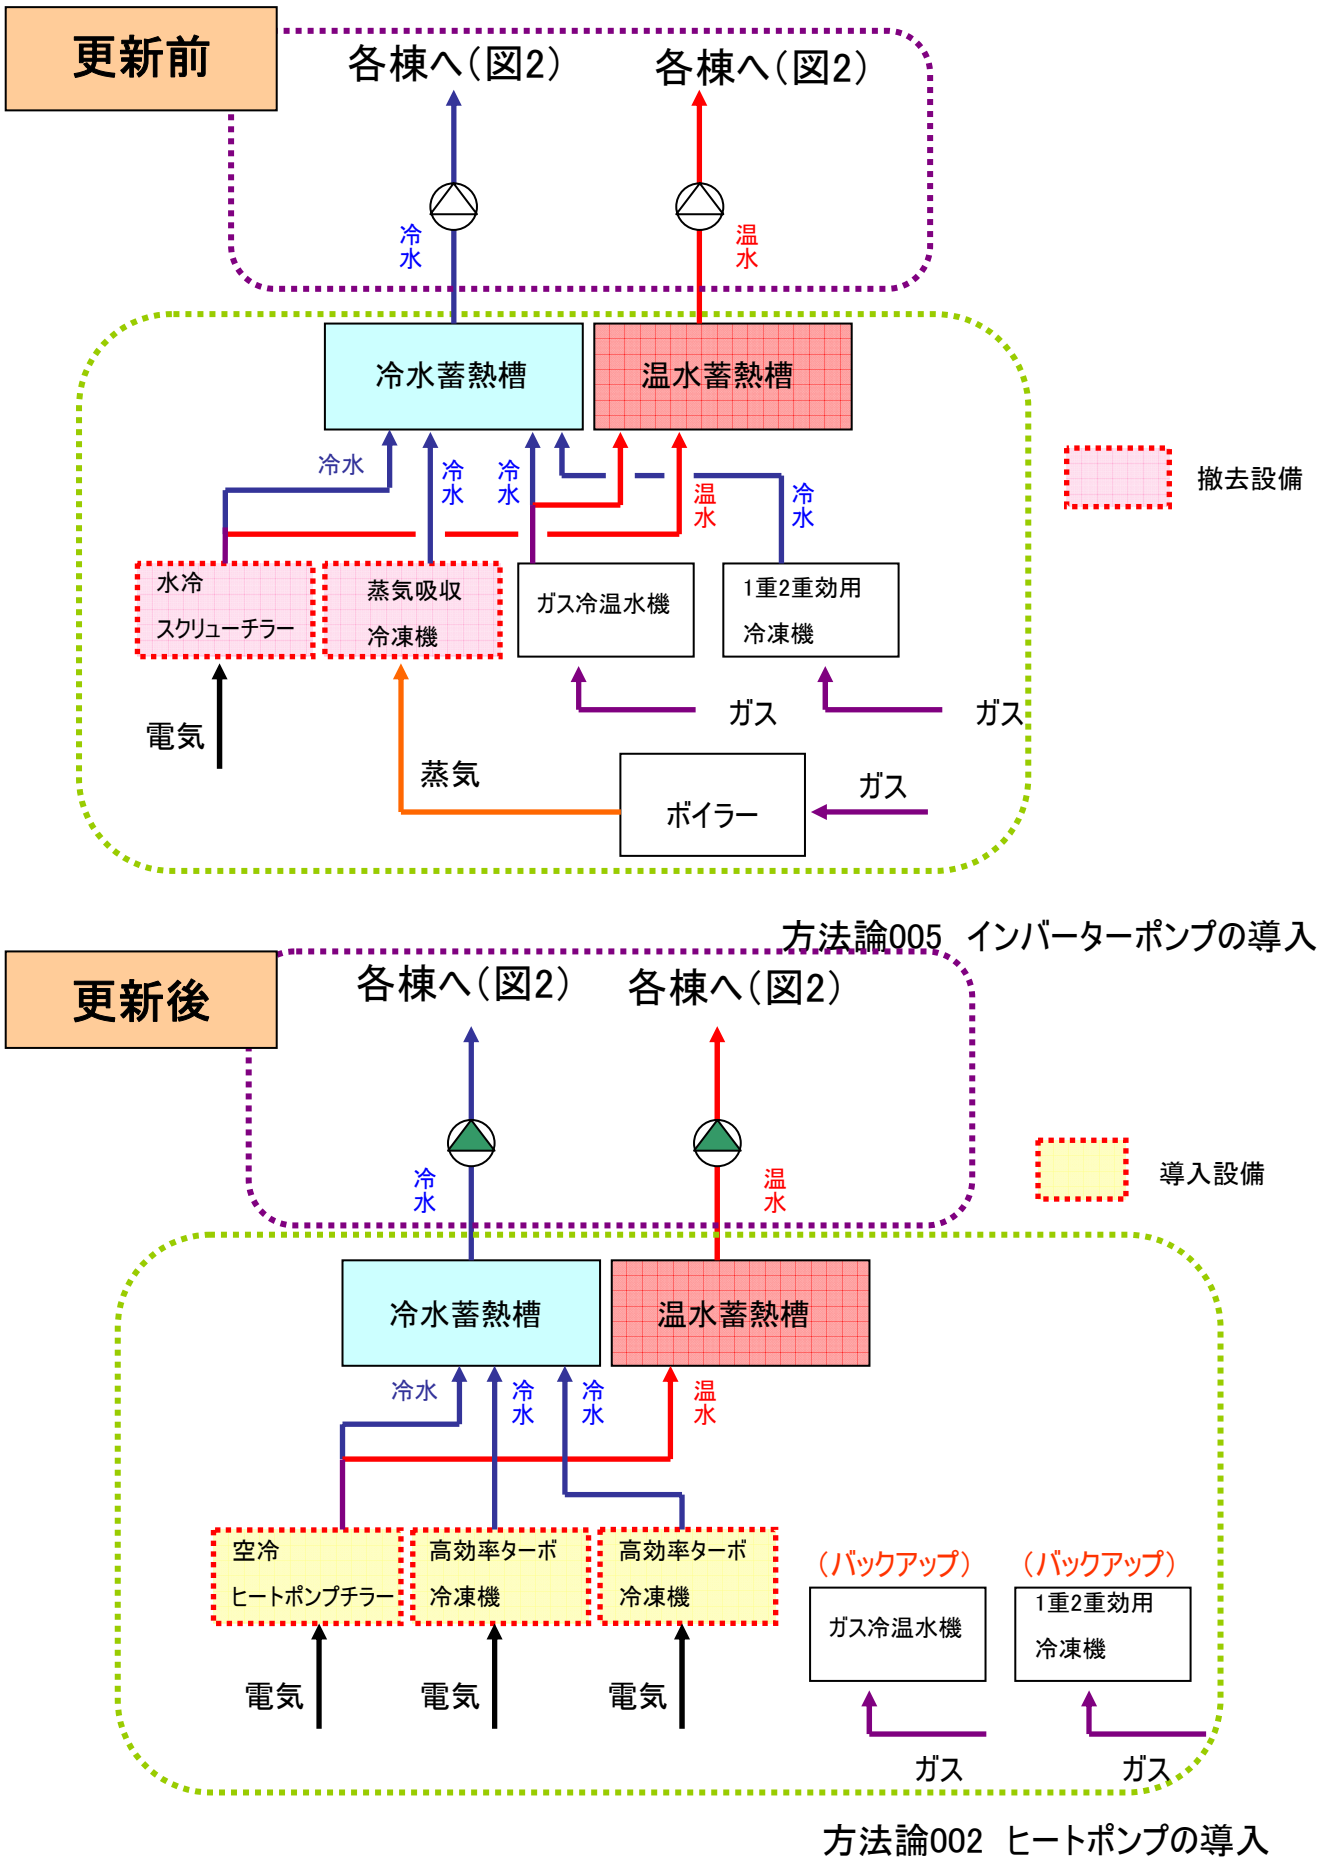 更新前
各棟へ(図2)
各棟へ(図2)
冷水
温水
冷水蓄熱槽
温水蓄熱槽
冷水
冷水
冷水
温水
冷水
撤去設備
水冷
スクリューチラー
蒸気吸収
冷凍機
ガス冷温水機
1重2重効用
冷凍機
電気
蒸気
ガス
ガス
ボイラー
ガス
方法論005 インバーターポンプの導入
更新後
各棟へ(図2)
各棟へ(図2)
冷水
温水
導入設備
冷水蓄熱槽
温水蓄熱槽
冷水
冷水
冷水
温水
空冷
ヒートポンプチラー
高効率ターボ
冷凍機
高効率ターボ
冷凍機
(バックアップ)
ガス冷温水機
(バックアップ)
1重2重効用
冷凍機
電気
電気
電気
ガス
ガス
方法論002 ヒートポンプの導入